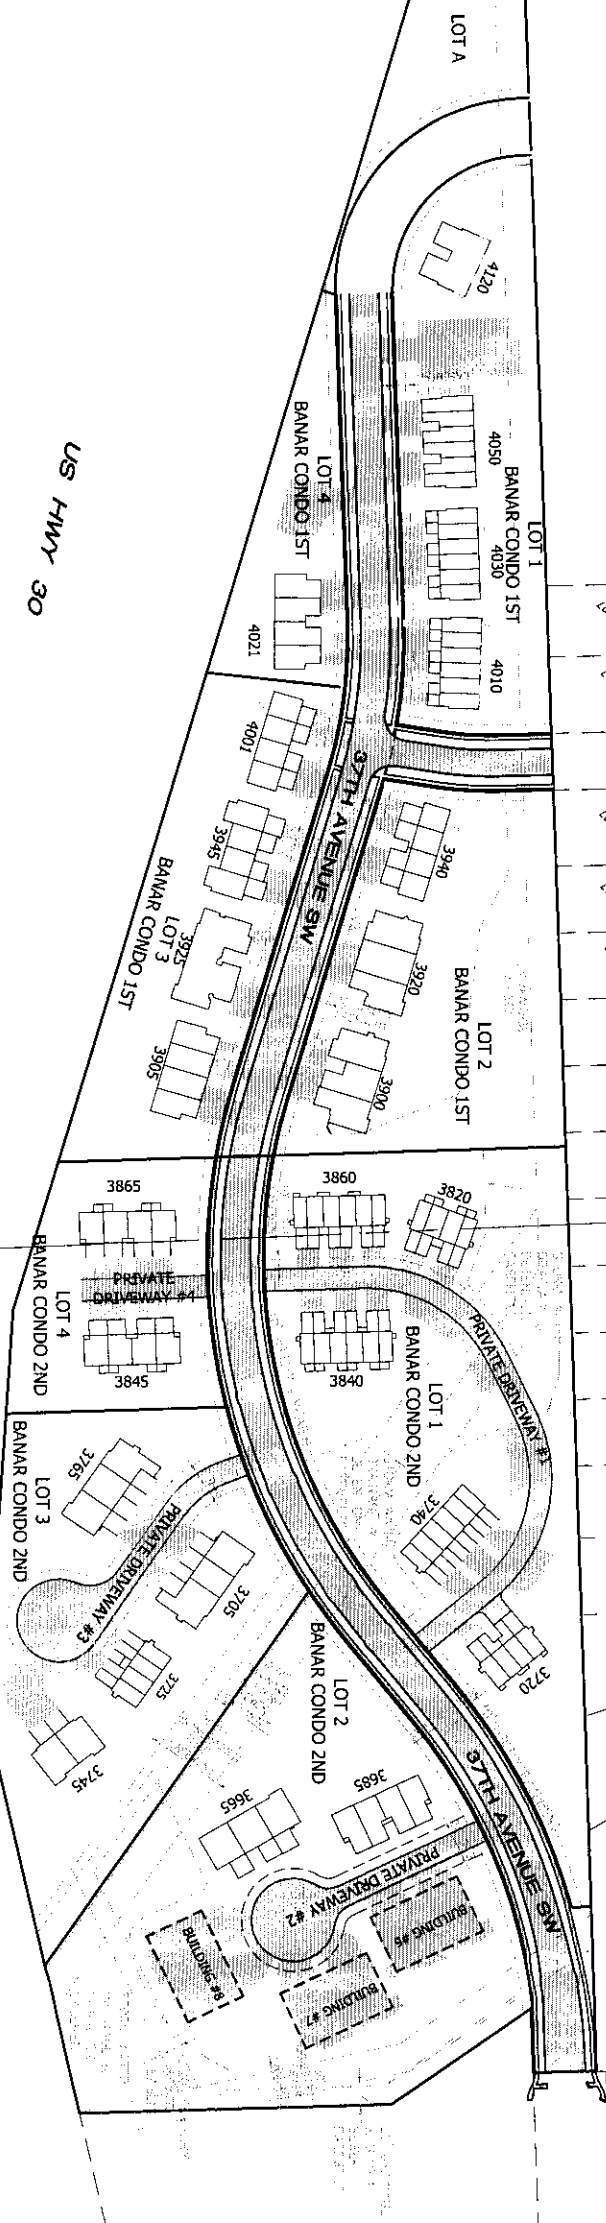 LOT A
4120
4050
LOT 1
BANAR CONDO 1ST
4030
4010
LOT 4
BANAR CONDO 1ST
4021
US HWY 30
4001
37TH AVENUE SW
3945
3940
3925
LOT 3
BANAR CONDO 1ST
3920
LOT 2
BANAR CONDO 1ST
3905
3900
3865
3860
3820
PRIVATE
DRIVEWAY #4
LOT 4
BANAR CONDO 2ND
3845
3840
PRIVATE DRIVEWAY #1
LOT 1
BANAR CONDO 2ND
3765
LOT 3
BANAR CONDO 2ND
PRIVATE DRIVEWAY #3
3740
3705
3725
3720
3745
LOT 2
BANAR CONDO 2ND
3665
3685
37TH AVENUE SW
PRIVATE DRIVEWAY #2
BUILDING #6
BUILDING #8
BUILDING #7